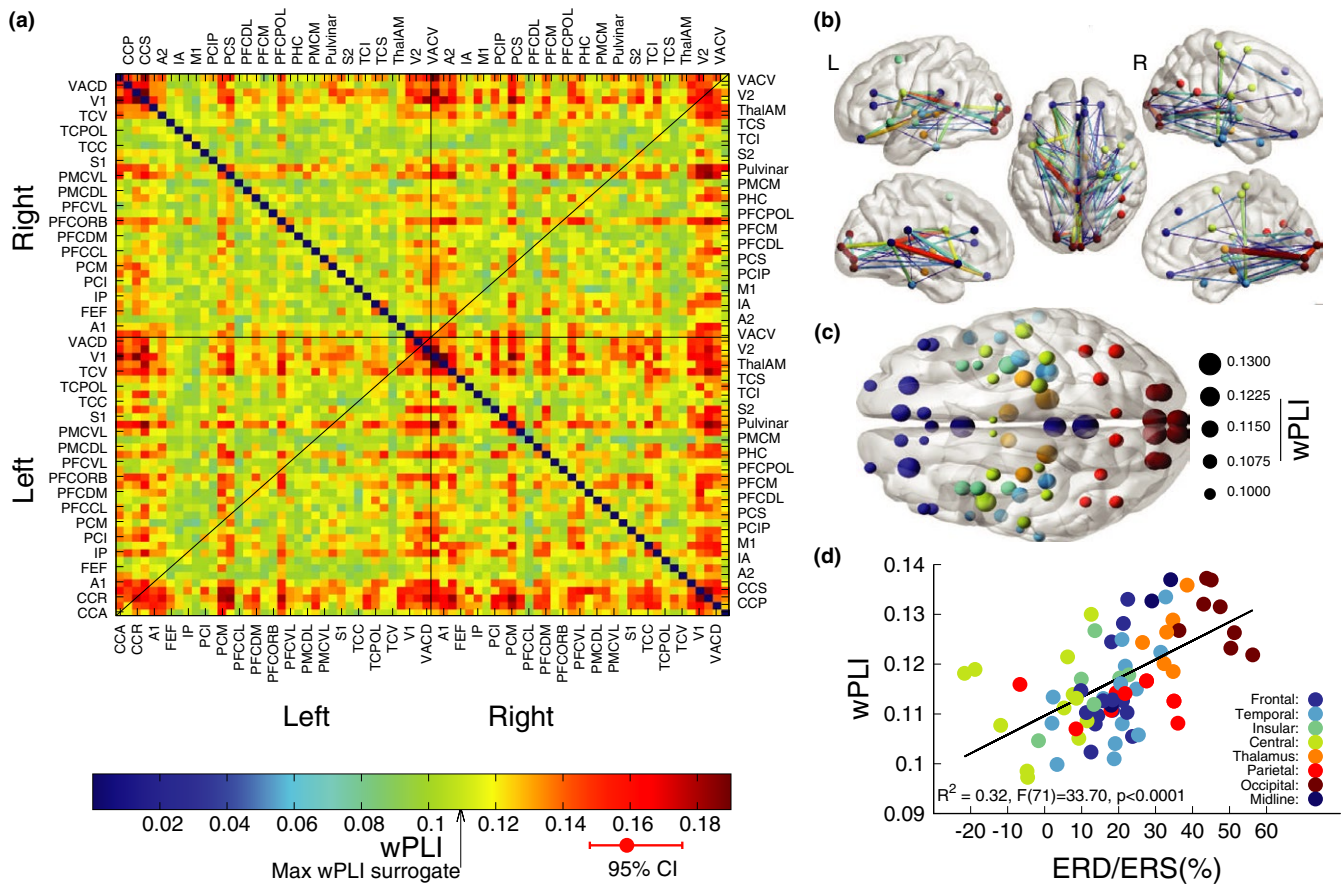 (a)
CCP
CCS
A2
IA
M1
PCIP
PCS
PFCDL
PFCM
PFCPOL
PHC
PMCM
Pulvinar
S2
TCI
TCS
ThalAM
V2
VACV
A2
IA
M1
PCIP
PCS
PFCDL
PFCM
PFCPOL
PHC
PMCM
Pulvinar
S2
TCI
TCS
ThalAM
V2
VACV
Right
Left
VACD
V1
TCV
TCPOL
TCC
S1
PMCVL
PMCDL
PFCVL
PFCORB
PFCDM
PFCCL
PCM
PCI
IP
FEF
A1
VACD
V1
TCV
TCPOL
TCC
S1
PMCVL
PMCDL
PFCVL
PFCORB
PFCDM
PFCCL
PCM
PCI
IP
FEF
A1
CCR
CCA
VACV
V2
ThalAM
TCS
TCI
S2
Pulvinar
PMCM
PHC
PFCPOL
PFCM
PFCDL
PCS
PCIP
M1
IA
A2
VACV
V2
ThalAM
TCS
TCI
S2
Pulvinar
PMCM
PHC
PFCPOL
PFCM
PFCDL
PCS
PCIP
M1
IA
A2
CCS
CCP
CCA
CCR
A1
FEF
IP
PCI
PCM
PFCCL
PFCDM
PFCORB
PFCVL
PMCDL
PMCVL
S1
TCC
TCPOL
TCV
V1
VACD
A1
FEF
IP
PCI
PCM
PFCCL
PFCDM
PFCORB
PFCVL
PMCDL
PMCVL
S1
TCC
TCPOL
TCV
V1
VACD
Left Right
0.02 0.04 0.06 0.08 0.1 0.12 0.14 0.16 0.18
wPLI
Max wPLI surrogate
95% CI
(b)
L
R
(c)
0.1300
0.1225
0.1150
0.1075
0.1000
wPLI
(d)
0.14
0.13
0.12
0.11
0.1
0.09
wPLI
Frontal:
Temporal:
Insular:
Central:
Thalamus:
Parietal:
Occipital:
Midline:
R² = 0.32, F(71)=33.70, p<0.0001
-20 -10 0 10 20 30 40 50 60
ERD/ERS(%)